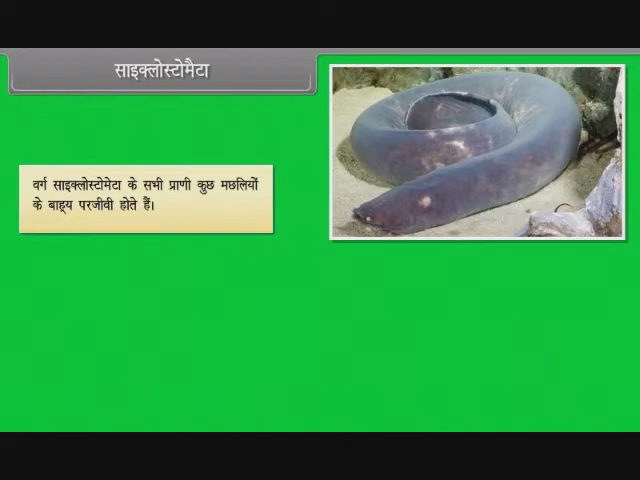 साइक्लोस्टोमैटा
वर्ग साइक्लोस्टोमेटा के सभी प्राणी कुछ मछलियों
के बाह्य परजीवी होते हैं।